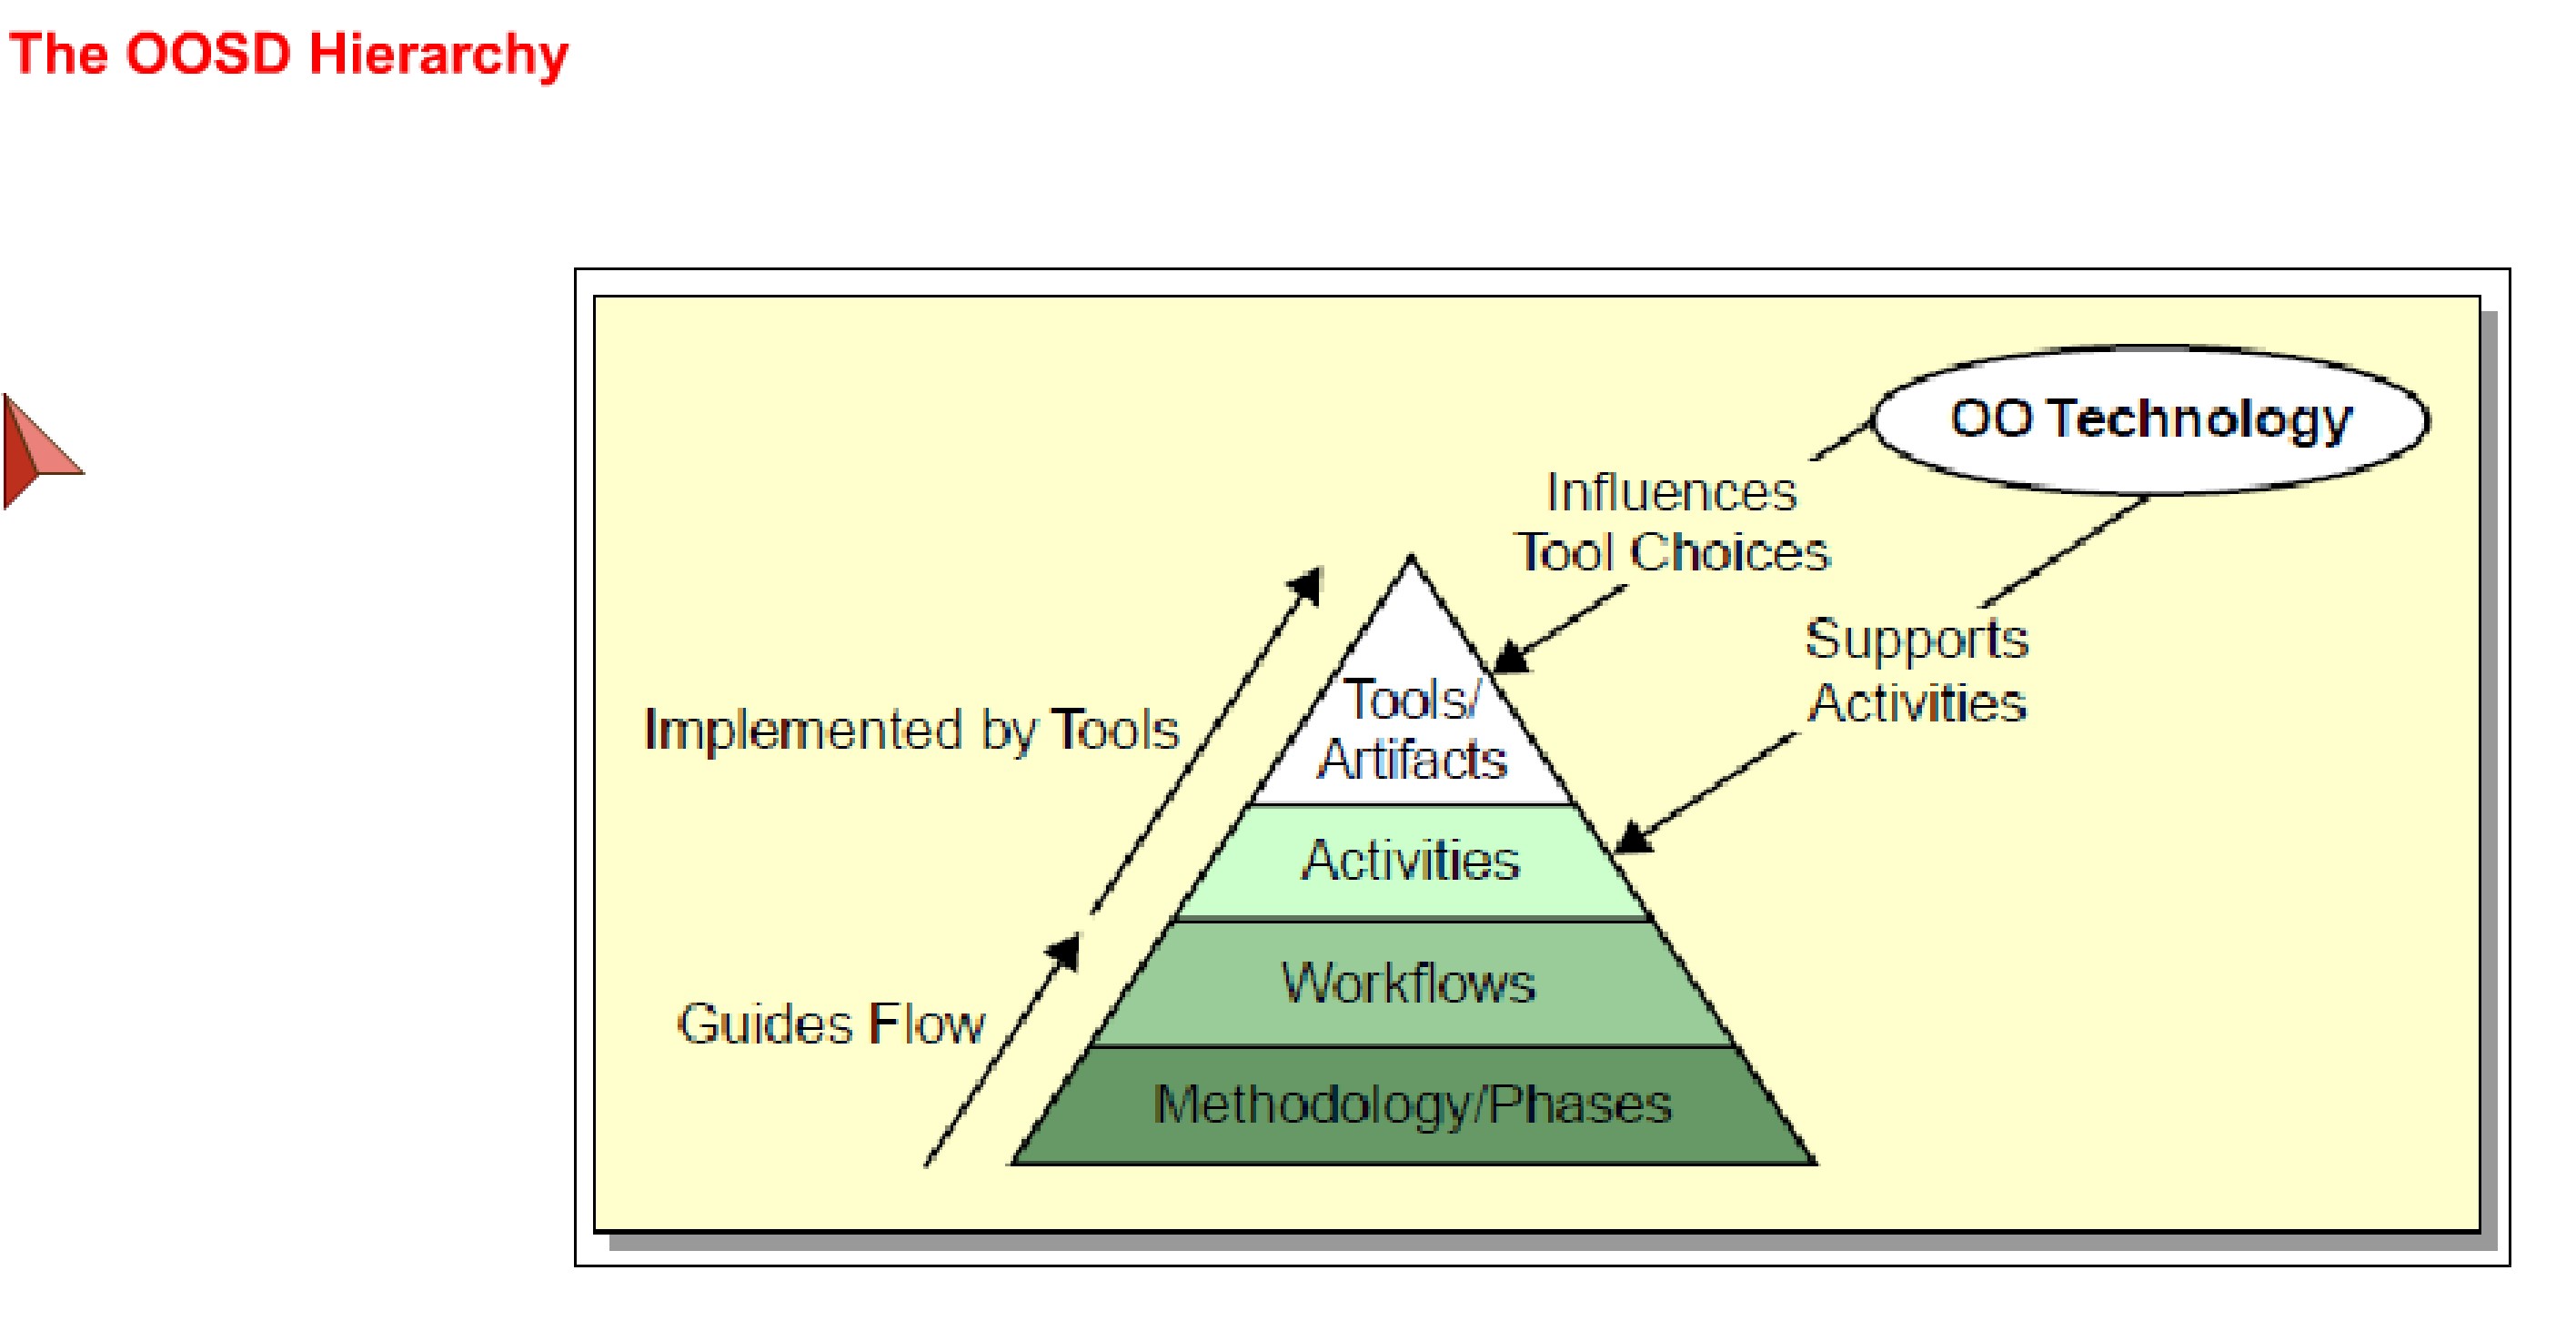 The OOSD Hierarchy
OO Technology
Influences
Tool Choices
Supports
Activities
Implemented by Tools
Tools/
Artifacts
Activities
Workflows
Guides Flow
Methodology/Phases